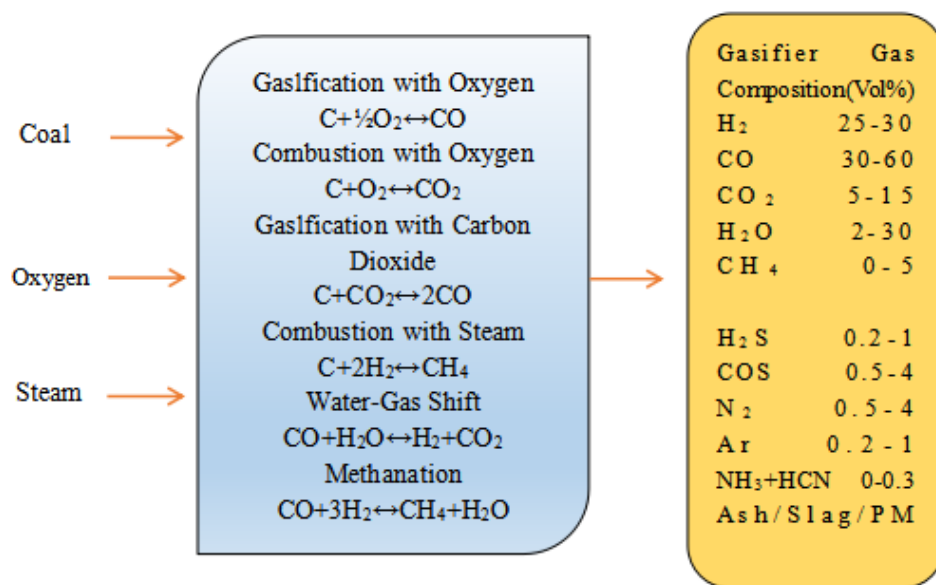 Coal
Oxygen
Steam
Gaslfication with Oxygen
C+½O₂↔CO
Combustion with Oxygen
C+O₂↔CO₂
Gaslfication with Carbon
Dioxide
C+CO₂↔2CO
Combustion with Steam
C+2H₂↔CH₄
Water-Gas Shift
CO+H₂O↔H₂+CO₂
Methanation
CO+3H₂↔CH₄+H₂O
Gasifier Gas
Composition(Vol%)
H₂ 25-30
CO 30-60
CO₂ 5-15
H₂O 2-30
CH₄ 0-5
H₂S 0.2-1
COS 0.5-4
N₂ 0.5-4
Ar 0.2-1
NH₃+HCN 0-0.3
Ash/Slag/PM